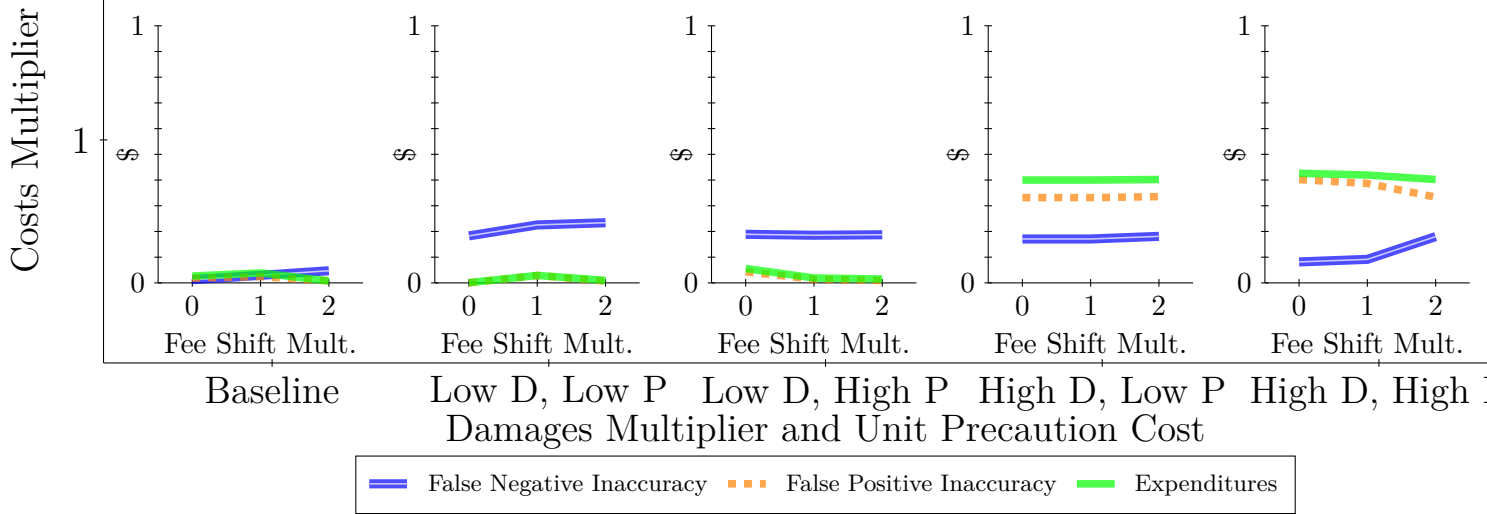 Costs Multiplier
1
1
$
0
0 1 2
Fee Shift Mult.
1
$
0
0 1 2
Fee Shift Mult.
1
$
0
0 1 2
Fee Shift Mult.
1
$
0
0 1 2
Fee Shift Mult.
1
$
0
0 1 2
Fee Shift Mult.
Baseline
Low D, Low P
Low D, High P
High D, Low P
High D, High
Damages Multiplier and Unit Precaution Cost
False Negative Inaccuracy
False Positive Inaccuracy
Expenditures